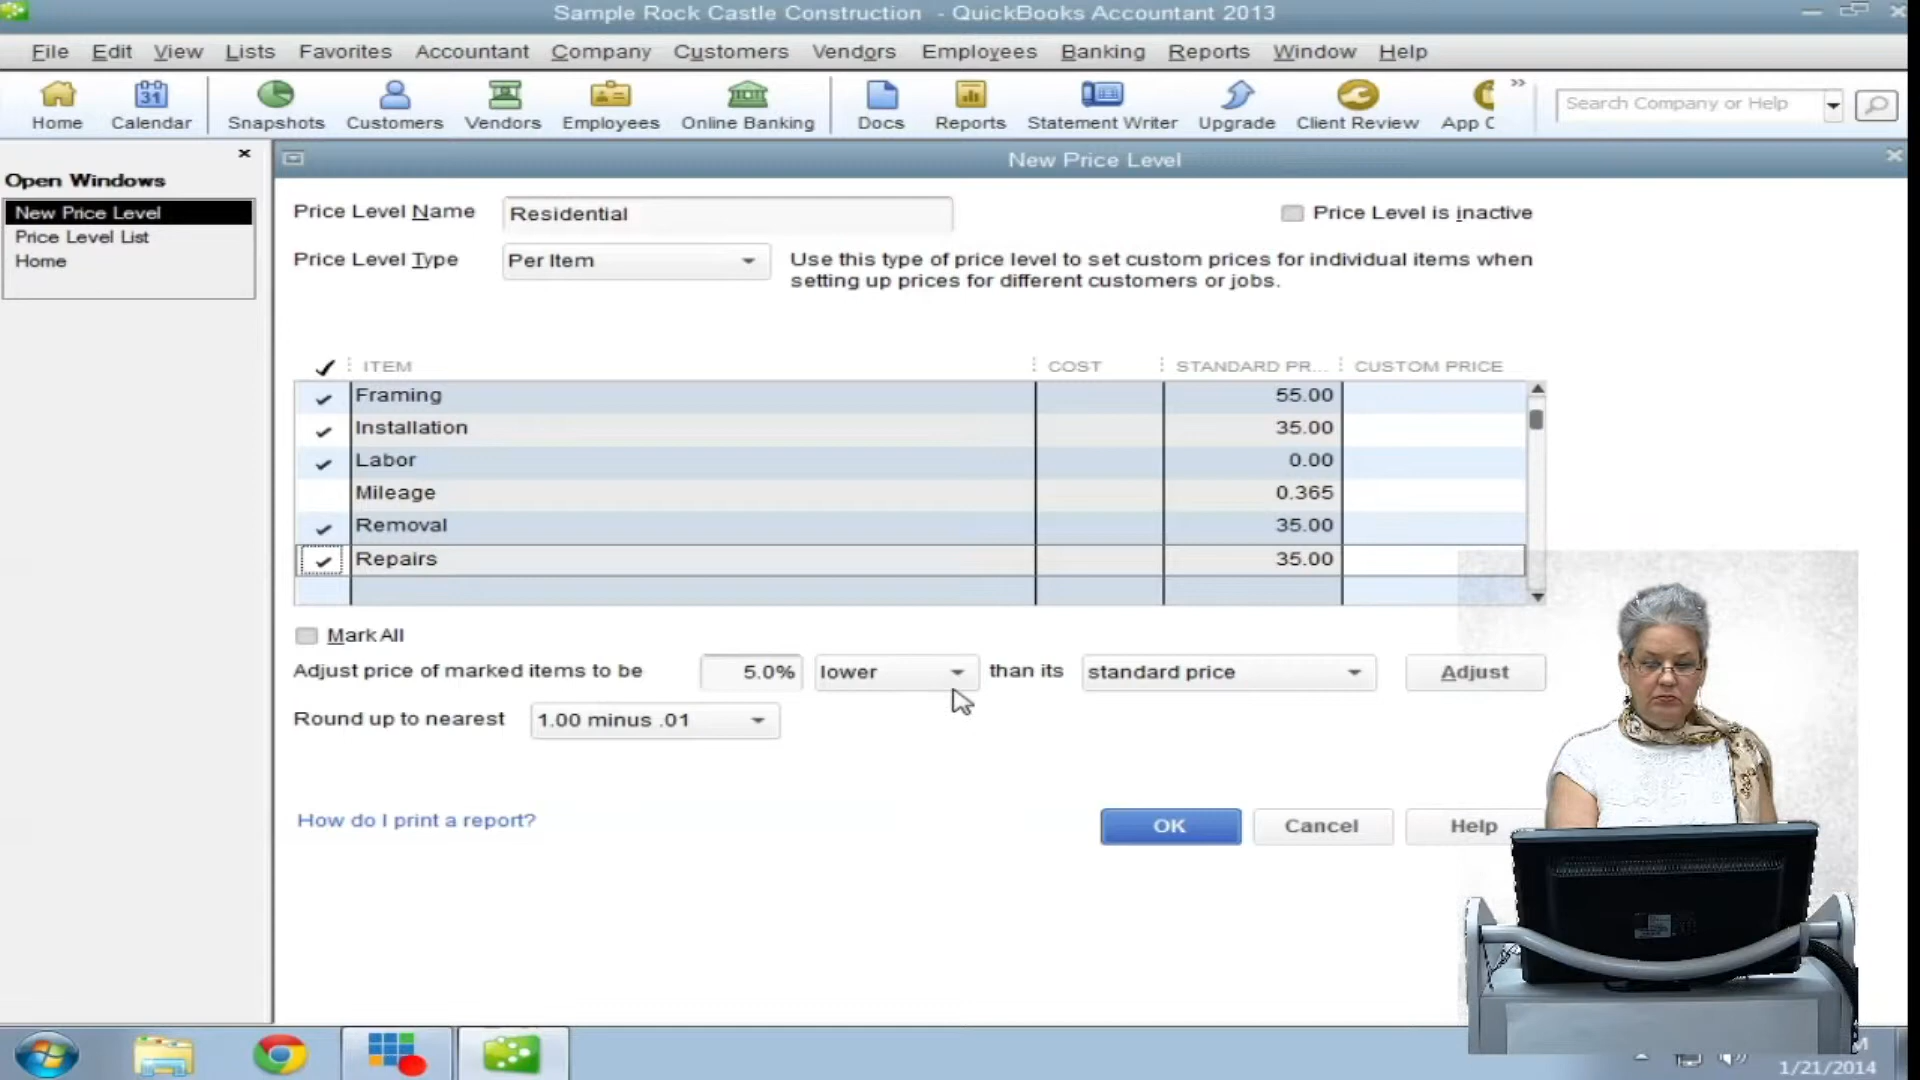 Sample Rock Castle Construction - QuickBooks Accountant 2013
File Edit View Lists Favorites Accountant Company Customers Vendors Employees Banking Reports Window Help
31
Home Calendar Snapshots Customers Vendors Employees Online Banking Docs Reports Statement Writer Upgrade Client Review App C
Search Company or Help
New Price Level
Open Windows
New Price Level
Price Level List
Home
Price Level Name Residential Price Level is inactive
Price Level Type Per Item Use this type of price level to set custom prices for individual items when
setting up prices for different customers or jobs.
ITEM COST STANDARD PR... CUSTOM PRICE
Framing 55.00
Installation 35.00
Labor 0.00
Mileage 0.365
Removal 35.00
Repairs 35.00
Mark All
Adjust price of marked items to be 5.0% lower than its standard price Adjust
Round up to nearest 1.00 minus .01
How do I print a report?
OK Cancel Help
M
1/21/2014